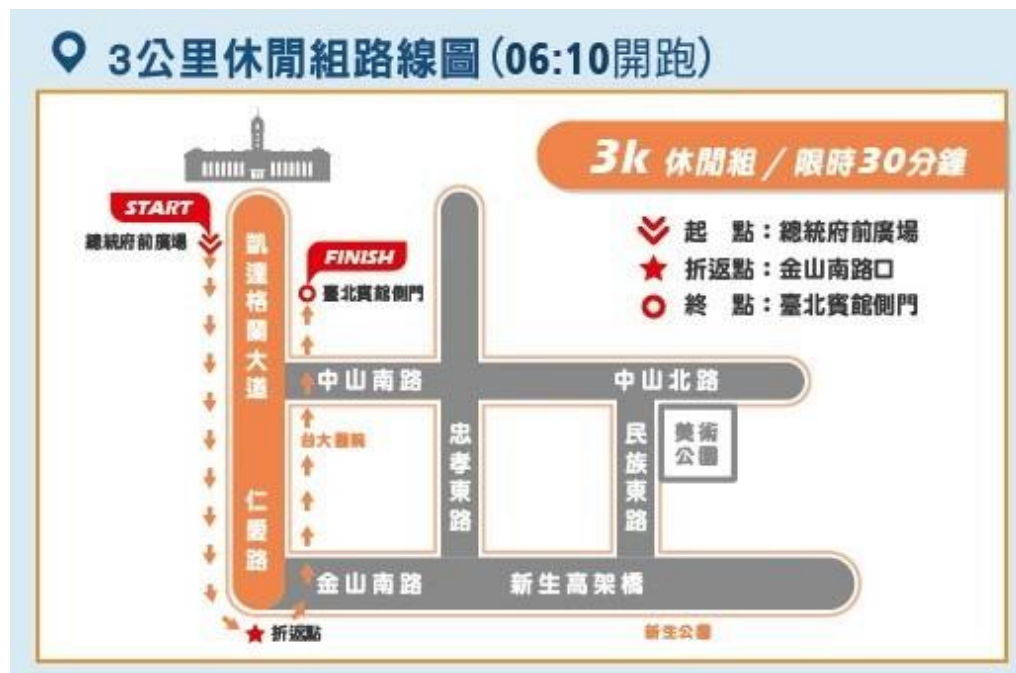 3公里休閒組路線圖(06:10開跑)
3k 休閒組/限時30分鐘
START
總統府前廣場
凱達格蘭大道
FINISH
臺北賓館側門
起 點:總統府前廣場
折返點:金山南路口
終 點:臺北賓館側門
中山南路
中山北路
台大醫院
忠孝東路
民族東路
美術
公園
仁愛路
金山南路
新生高架橋
折返點
新生公園